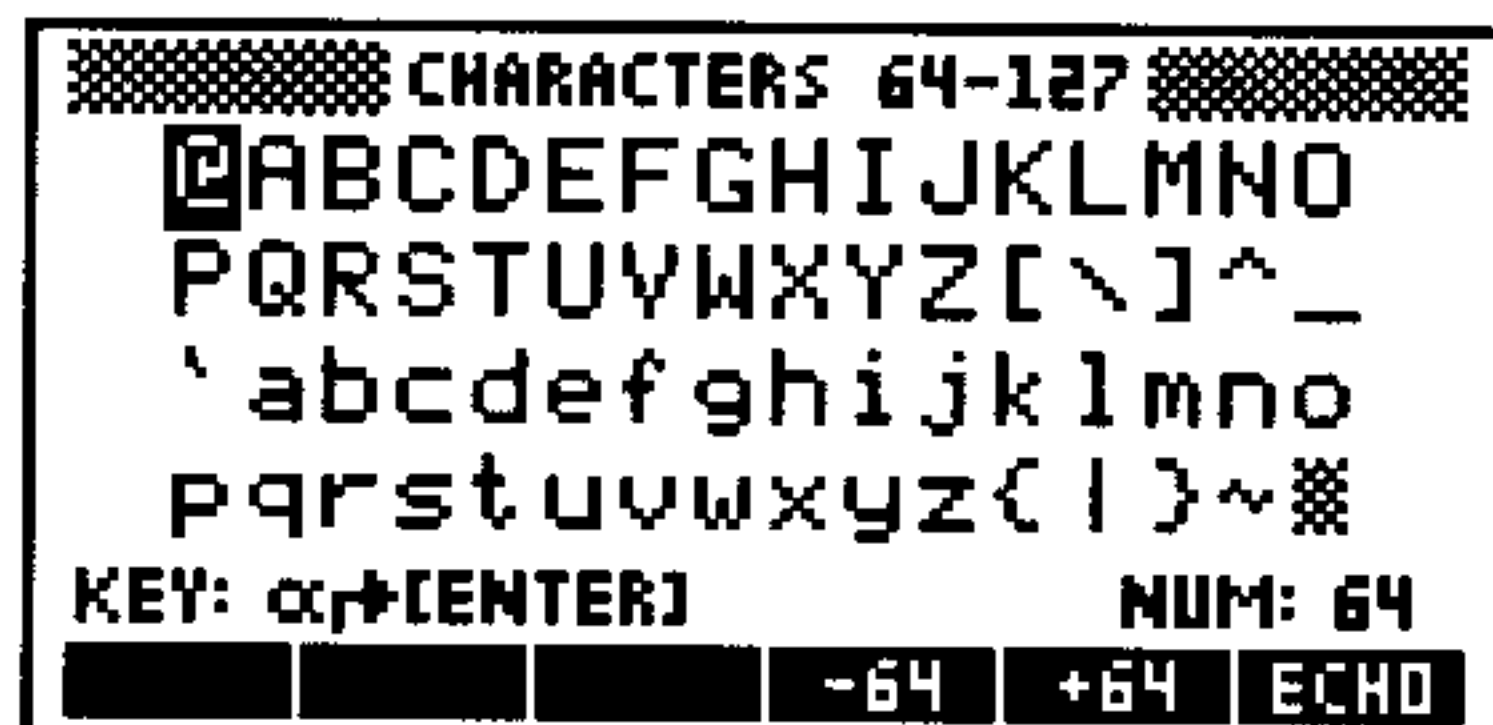 CHARACTERS 64-127
@ABCDEFGHIJKLMNO
PQRSTUVWXYZ[\]^_
`abcdefghijklmno
pqrstuvwxyz{|}~▒
KEY: α↱[ENTER] NUM: 64
-64 +64 ECHO